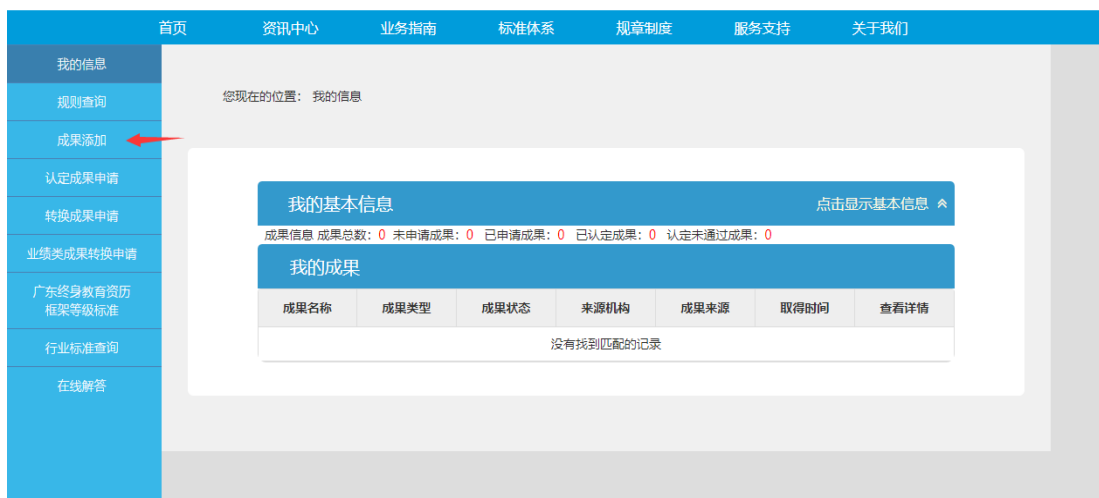 首页 资讯中心 业务指南 标准体系 规章制度 服务支持 关于我们
我的信息
规则查询
成果添加
认定成果申请
转换成果申请
业绩类成果转换申请
广东终身教育资历
框架等级标准
行业标准查询
在线解答
您现在的位置： 我的信息
我的基本信息 点击显示基本信息
成果信息 成果总数：0 未申请成果：0 已申请成果：0 已认定成果：0 认定未通过成果：0
我的成果
成果名称 成果类型 成果状态 来源机构 成果来源 取得时间 查看详情
没有找到匹配的记录